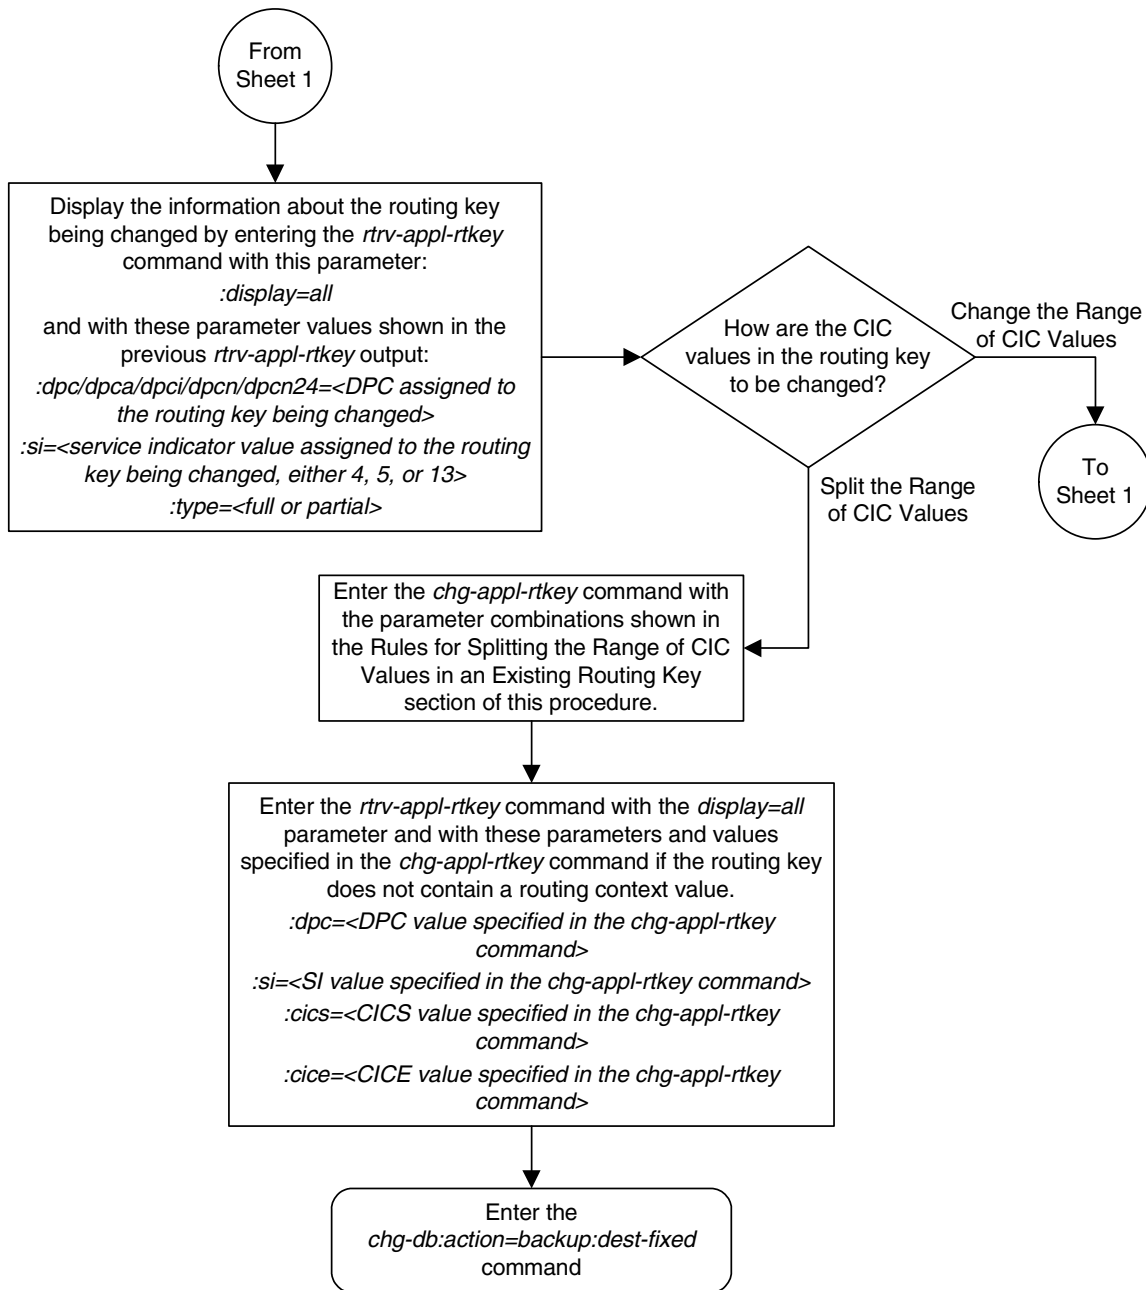 From
Sheet 1
Display the information about the routing key
being changed by entering the rtrv-appl-rtkey
command with this parameter:
:display=all
and with these parameter values shown in the
previous rtrv-appl-rtkey output:
:dpc/dpca/dpci/dpcn/dpcn24=<DPC assigned to
the routing key being changed>
:si=<service indicator value assigned to the routing
key being changed, either 4, 5, or 13>
:type=<full or partial>
How are the CIC
values in the routing key
to be changed?
Change the Range
of CIC Values
To
Sheet 1
Split the Range
of CIC Values
Enter the chg-appl-rtkey command with
the parameter combinations shown in
the Rules for Splitting the Range of CIC
Values in an Existing Routing Key
section of this procedure.
Enter the rtrv-appl-rtkey command with the display=all
parameter and with these parameters and values
specified in the chg-appl-rtkey command if the routing key
does not contain a routing context value.
:dpc=<DPC value specified in the chg-appl-rtkey
command>
:si=<SI value specified in the chg-appl-rtkey command>
:cics=<CICS value specified in the chg-appl-rtkey
command>
:cice=<CICE value specified in the chg-appl-rtkey
command>
Enter the
chg-db:action=backup:dest-fixed
command